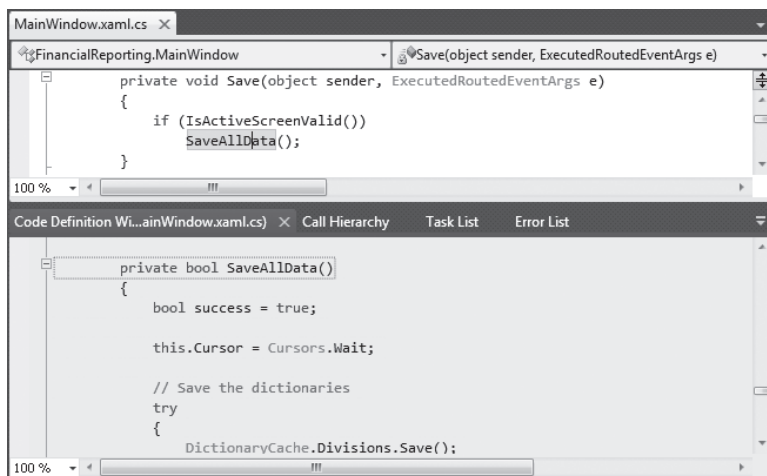 MainWindow.xaml.cs
FinancialReporting.MainWindow Save(object sender, ExecutedRoutedEventArgs e)
private void Save(object sender, ExecutedRoutedEventArgs e)
{
if (IsActiveScreenValid())
SaveAllData();
}
100 %
Code Definition Wi...ainWindow.xaml.cs) Call Hierarchy Task List Error List
private bool SaveAllData()
{
bool success = true;
this.Cursor = Cursors.Wait;
// Save the dictionaries
try
{
DictionaryCache.Divisions.Save();
100 %